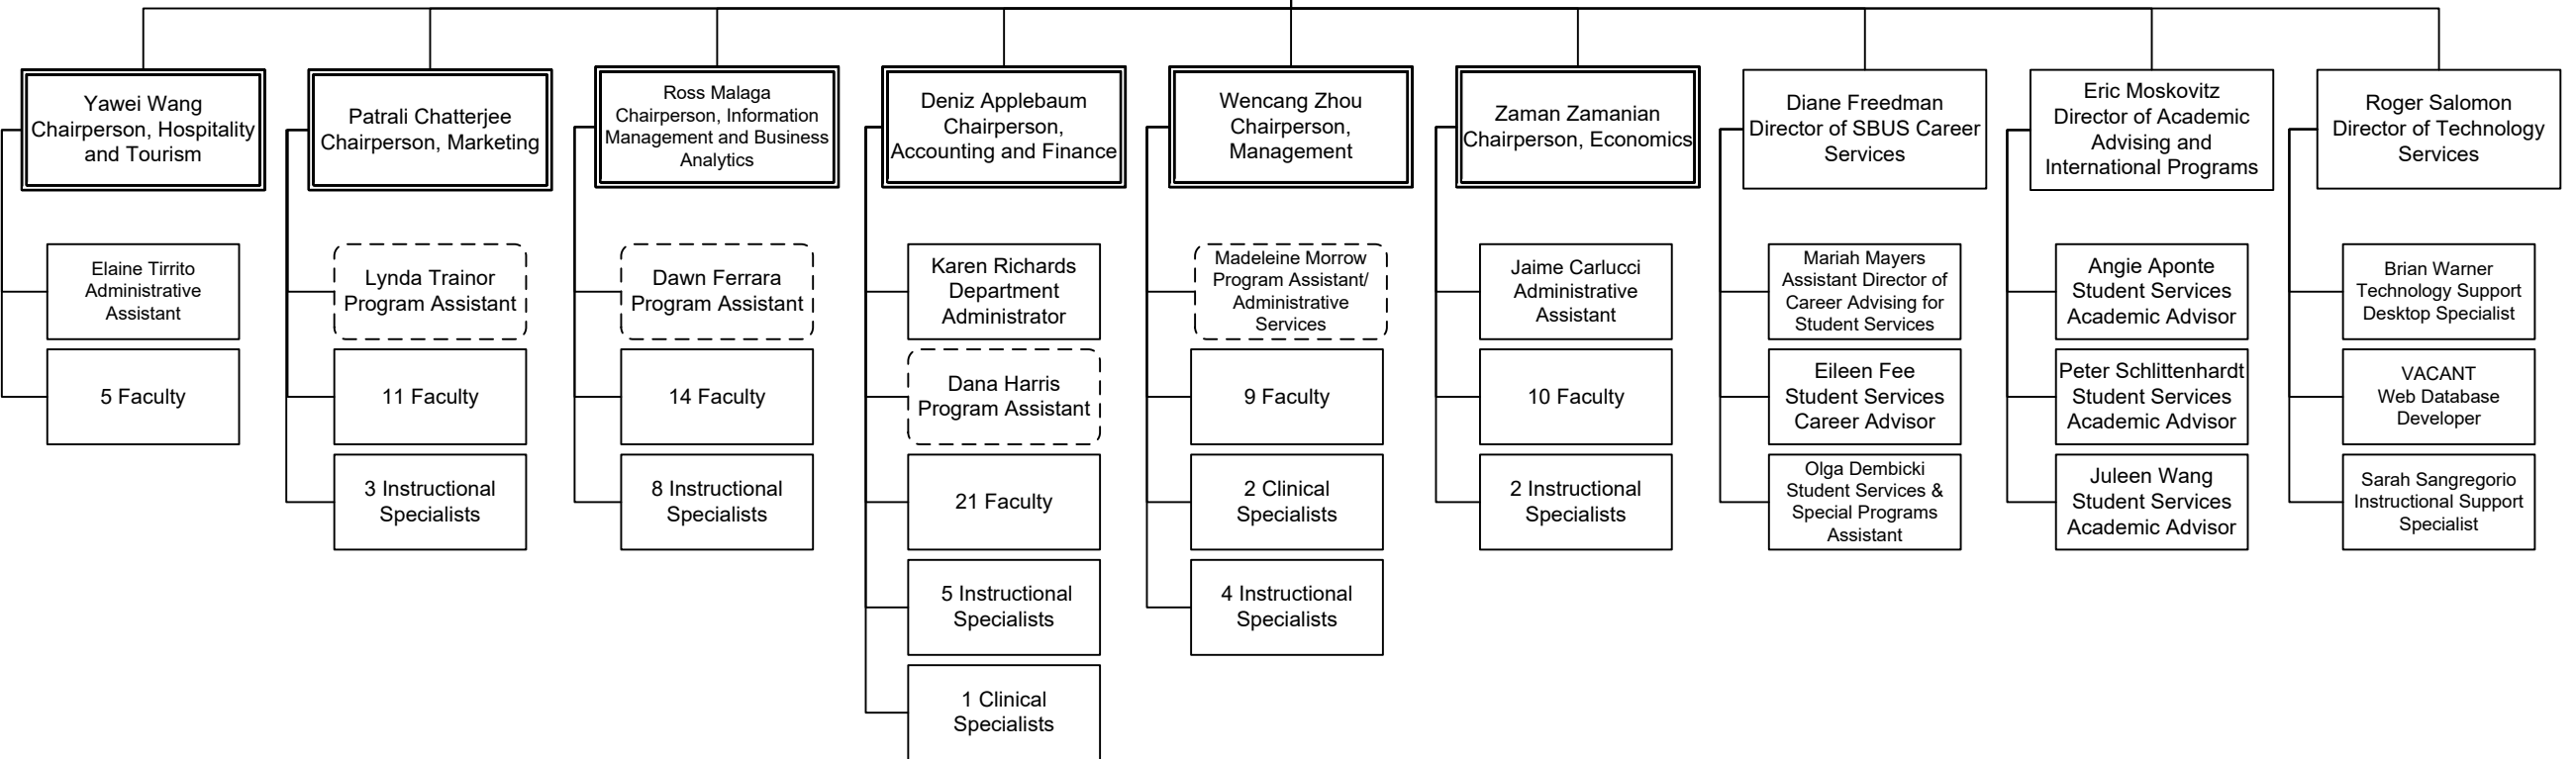 Yawei Wang
Chairperson, Hospitality
and Tourism
Elaine Tirrito
Administrative
Assistant
5 Faculty
Patrali Chatterjee
Chairperson, Marketing
Lynda Trainor
Program Assistant
11 Faculty
3 Instructional
Specialists
Ross Malaga
Chairperson, Information
Management and Business
Analytics
Dawn Ferrara
Program Assistant
14 Faculty
8 Instructional
Specialists
Deniz Applebaum
Chairperson,
Accounting and Finance
Karen Richards
Department
Administrator
Dana Harris
Program Assistant
21 Faculty
5 Instructional
Specialists
1 Clinical
Specialists
Wencang Zhou
Chairperson,
Management
Madeleine Morrow
Program Assistant/
Administrative
Services
9 Faculty
2 Clinical
Specialists
4 Instructional
Specialists
Zaman Zamanian
Chairperson, Economics
Jaime Carlucci
Administrative
Assistant
10 Faculty
2 Instructional
Specialists
Diane Freedman
Director of SBUS Career
Services
Mariah Mayers
Assistant Director of
Career Advising for
Student Services
Eileen Fee
Student Services
Career Advisor
Olga Dembicki
Student Services &
Special Programs
Assistant
Eric Moskovitz
Director of Academic
Advising and
International Programs
Angie Aponte
Student Services
Academic Advisor
Peter Schlittenhardt
Student Services
Academic Advisor
Juleen Wang
Student Services
Academic Advisor
Roger Salomon
Director of Technology
Services
Brian Warner
Technology Support
Desktop Specialist
VACANT
Web Database
Developer
Sarah Sangregorio
Instructional Support
Specialist